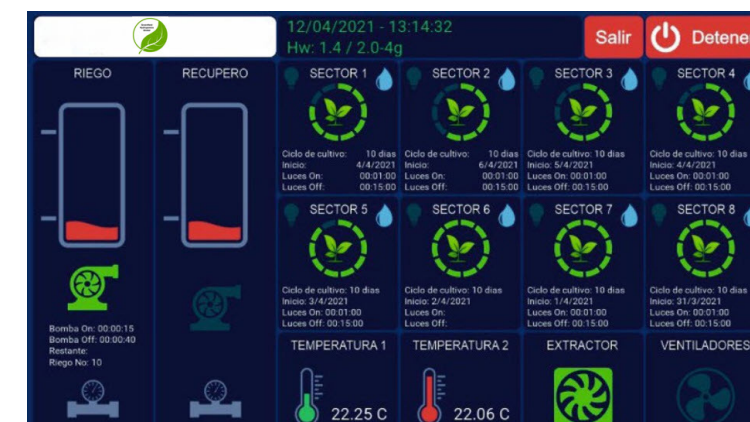 12/04/2021 - 13:14:32
Hw: 1.4 / 2.0-4g
Salir
Detene
RIEGO
RECUPERO
Bomba On: 00:00:15
Bomba Off: 00:00:40
Restante:
Riego No: 10
SECTOR 1
Ciclo de cultivo: 10 dias
Inicio: 4/4/2021
Luces On: 00:01:00
Luces Off: 00:15:00
SECTOR 2
Ciclo de cultivo: 10 dias
Inicio: 6/4/2021
Luces On: 00:01:00
Luces Off: 00:15:00
SECTOR 3
Ciclo de cultivo: 10 dias
Inicio: 5/4/2021
Luces On: 00:01:00
Luces Off: 00:15:00
SECTOR 4
Ciclo de cultivo: 10 dias
Inicio: 4/4/2021
Luces On: 00:01:00
Luces Off: 00:15:00
SECTOR 5
Ciclo de cultivo: 10 dias
Inicio: 3/4/2021
Luces On: 00:01:00
Luces Off: 00:15:00
SECTOR 6
Ciclo de cultivo: 10 dias
Inicio: 2/4/2021
Luces On:
Luces Off:
SECTOR 7
Ciclo de cultivo: 10 dias
Inicio: 1/4/2021
Luces On: 00:01:00
Luces Off: 00:15:00
SECTOR 8
Ciclo de cultivo: 10 dias
Inicio: 31/3/2021
Luces On: 00:01:00
Luces Off: 00:15:00
TEMPERATURA 1
22.25 C
TEMPERATURA 2
22.06 C
EXTRACTOR
VENTILADORES